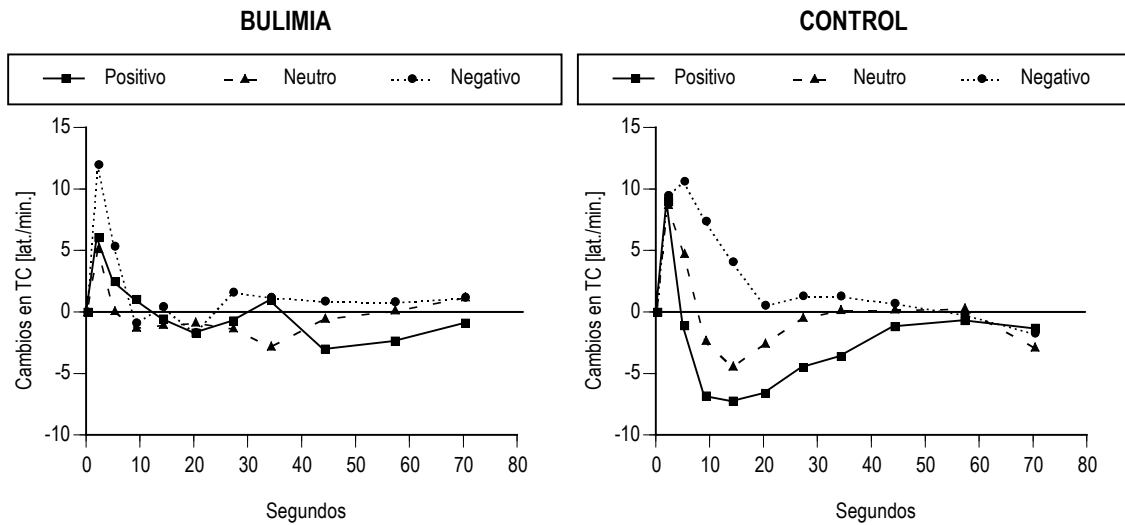 BULIMIA
Positivo Neutro Negativo
Cambios en TC [lat./min.]
15
10
5
0
-5
-10
0 10 20 30 40 50 60 70 80
Segundos
CONTROL
Positivo Neutro Negativo
Cambios en TC [lat./min.]
15
10
5
0
-5
-10
0 10 20 30 40 50 60 70 80
Segundos